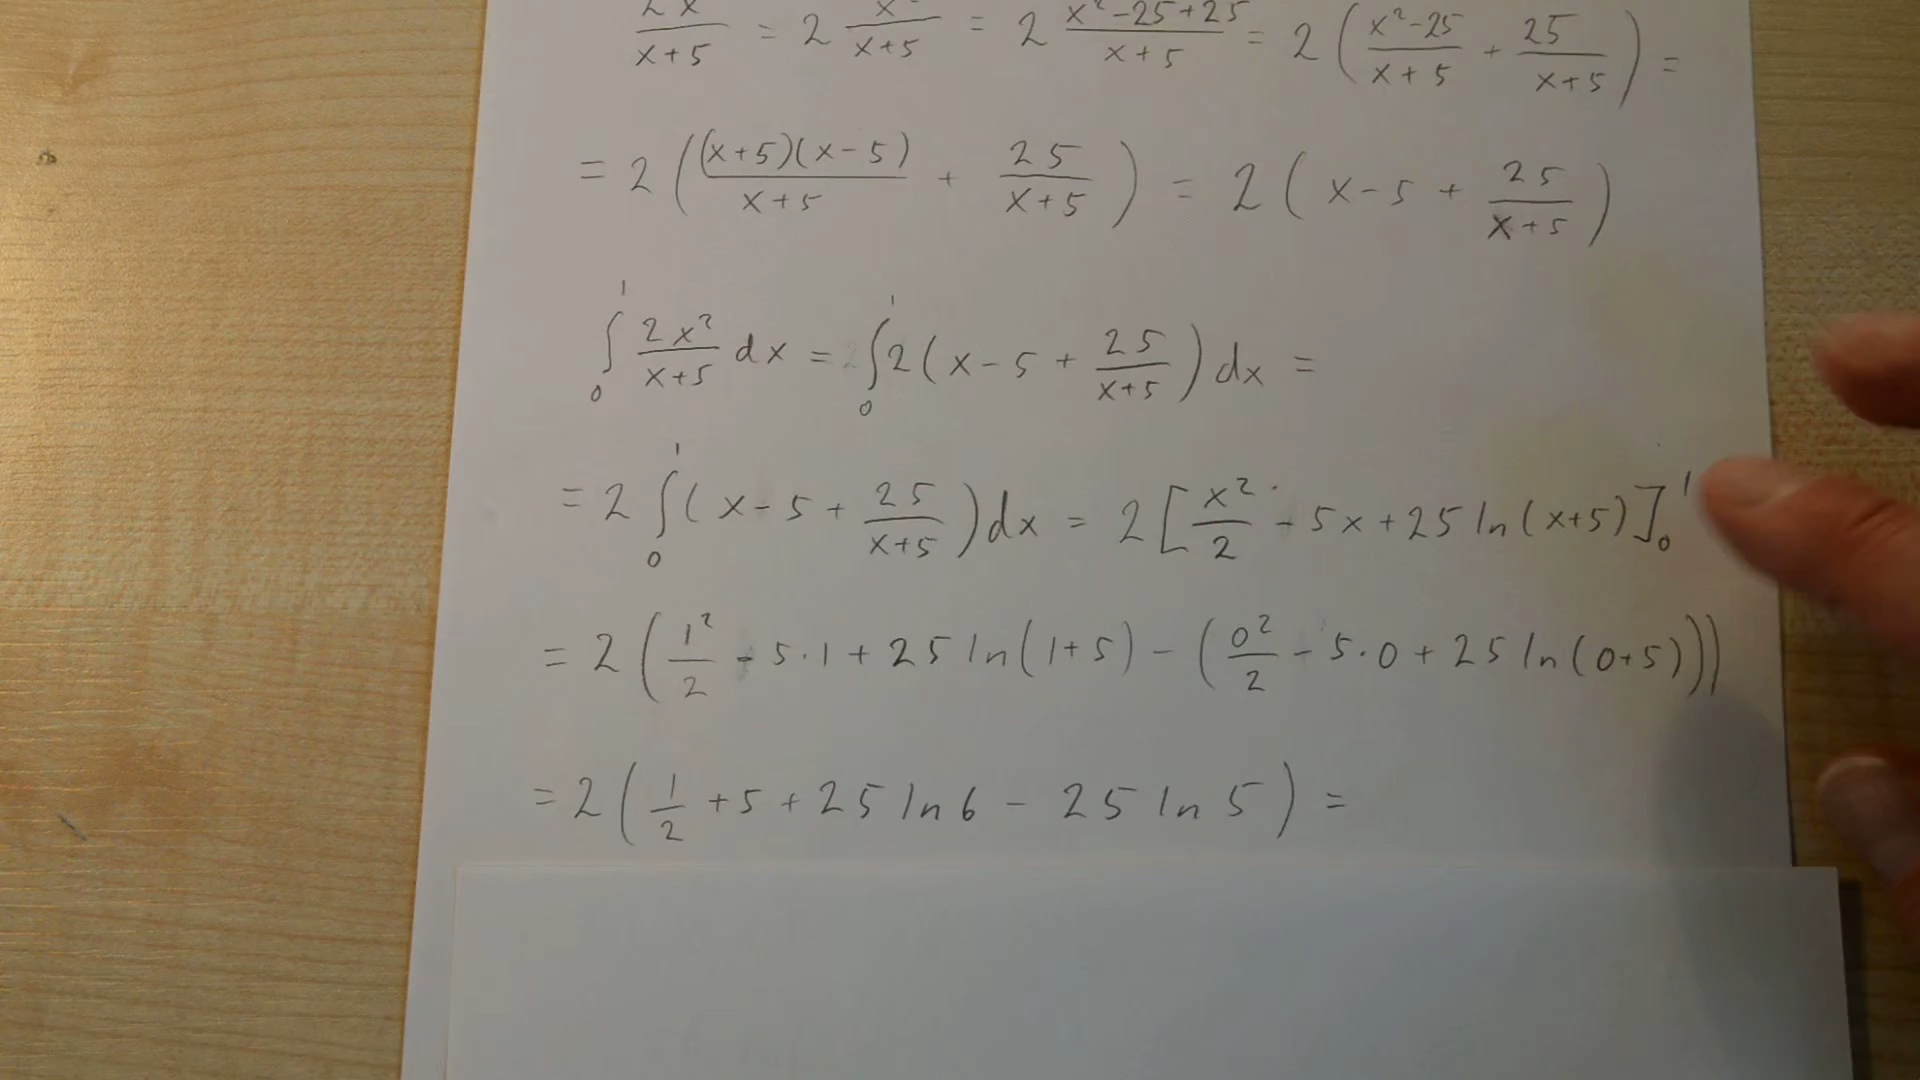 2x/(x+5) = 2 x/(x+5) = 2 (x²-25+25)/(x+5) = 2 ( (x²-25)/(x+5) + 25/(x+5) ) =
= 2 ( (x+5)(x-5)/(x+5) + 25/(x+5) ) = 2 ( x-5 + 25/(x+5) )
∫₀¹ 2x²/(x+5) dx = ∫₀¹ 2 ( x-5 + 25/(x+5) ) dx =
= 2 ∫₀¹ ( x-5 + 25/(x+5) ) dx = 2 [ x²/2 - 5x + 25 ln(x+5) ]₀¹
= 2 ( 1²/2 - 5·1 + 25 ln(1+5) - ( 0²/2 - 5·0 + 25 ln(0+5) ) )
= 2 ( 1/2 + 5 + 25 ln 6 - 25 ln 5 ) =